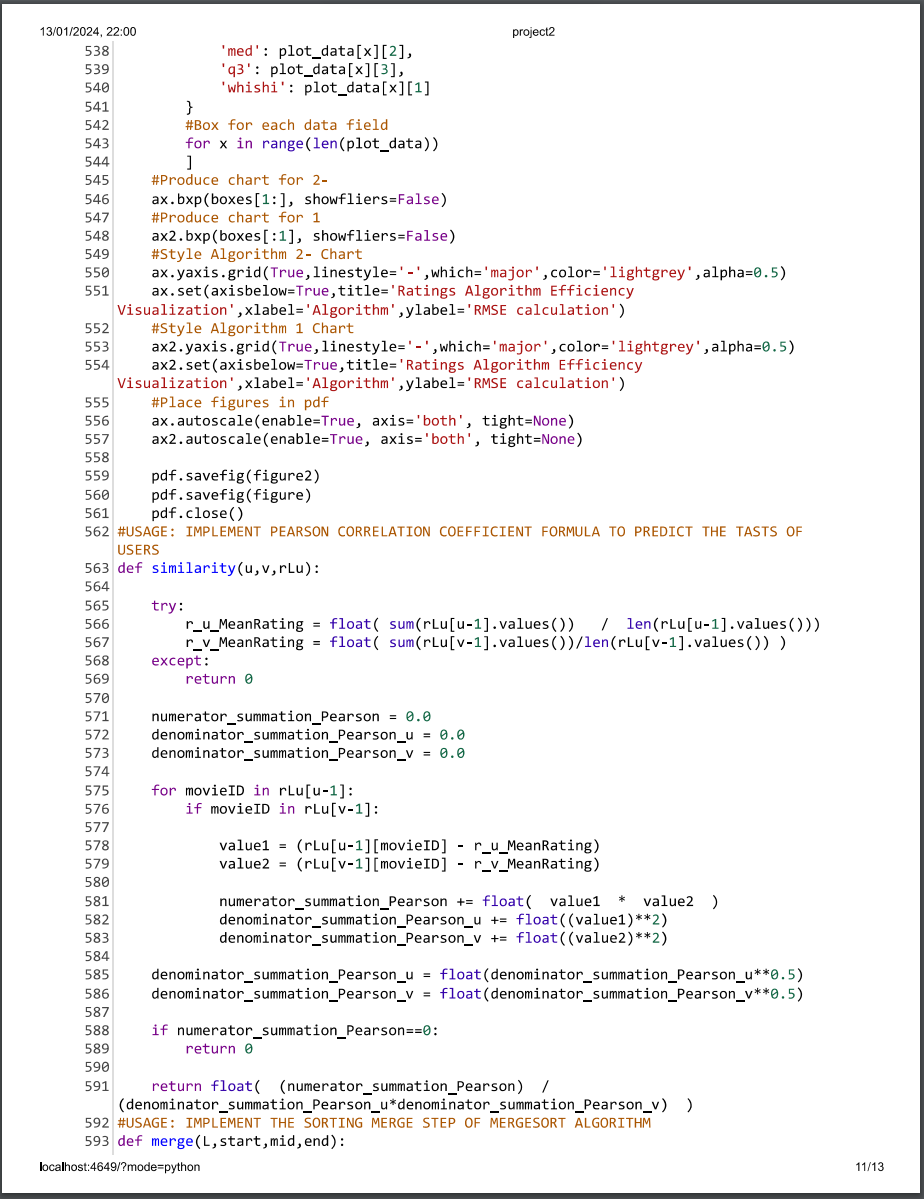 13/01/2024, 22:00 project2
538             'med': plot_data[x][2],
539             'q3': plot_data[x][3],
540             'whishi': plot_data[x][1]
541         }
542         #Box for each data field
543         for x in range(len(plot_data))
544         ]
545     #Produce chart for 2-
546     ax.bxp(boxes[1:], showfliers=False)
547     #Produce chart for 1
548     ax2.bxp(boxes[:1], showfliers=False)
549     #Style Algorithm 2- Chart
550     ax.yaxis.grid(True,linestyle='-',which='major',color='lightgrey',alpha=0.5)
551     ax.set(axisbelow=True,title='Ratings Algorithm Efficiency
Visualization',xlabel='Algorithm',ylabel='RMSE calculation')
552     #Style Algorithm 1 Chart
553     ax2.yaxis.grid(True,linestyle='-',which='major',color='lightgrey',alpha=0.5)
554     ax2.set(axisbelow=True,title='Ratings Algorithm Efficiency
Visualization',xlabel='Algorithm',ylabel='RMSE calculation')
555     #Place figures in pdf
556     ax.autoscale(enable=True, axis='both', tight=None)
557     ax2.autoscale(enable=True, axis='both', tight=None)
558
559     pdf.savefig(figure2)
560     pdf.savefig(figure)
561     pdf.close()
562 #USAGE: IMPLEMENT PEARSON CORRELATION COEFFICIENT FORMULA TO PREDICT THE TASTS OF
USERS
563 def similarity(u,v,rLu):
564
565     try:
566         r_u_MeanRating = float( sum(rLu[u-1].values())   /  len(rLu[u-1].values()))
567         r_v_MeanRating = float( sum(rLu[v-1].values())/len(rLu[v-1].values()) )
568     except:
569         return 0
570
571     numerator_summation_Pearson = 0.0
572     denominator_summation_Pearson_u = 0.0
573     denominator_summation_Pearson_v = 0.0
574
575     for movieID in rLu[u-1]:
576         if movieID in rLu[v-1]:
577
578             value1 = (rLu[u-1][movieID] - r_u_MeanRating)
579             value2 = (rLu[v-1][movieID] - r_v_MeanRating)
580
581             numerator_summation_Pearson += float(  value1  *  value2  )
582             denominator_summation_Pearson_u += float((value1)**2)
583             denominator_summation_Pearson_v += float((value2)**2)
584
585     denominator_summation_Pearson_u = float(denominator_summation_Pearson_u**0.5)
586     denominator_summation_Pearson_v = float(denominator_summation_Pearson_v**0.5)
587
588     if numerator_summation_Pearson==0:
589         return 0
590
591     return float(  (numerator_summation_Pearson)  /
(denominator_summation_Pearson_u*denominator_summation_Pearson_v)  )
592 #USAGE: IMPLEMENT THE SORTING MERGE STEP OF MERGESORT ALGORITHM
593 def merge(L,start,mid,end):
localhost:4649/?mode=python 11/13